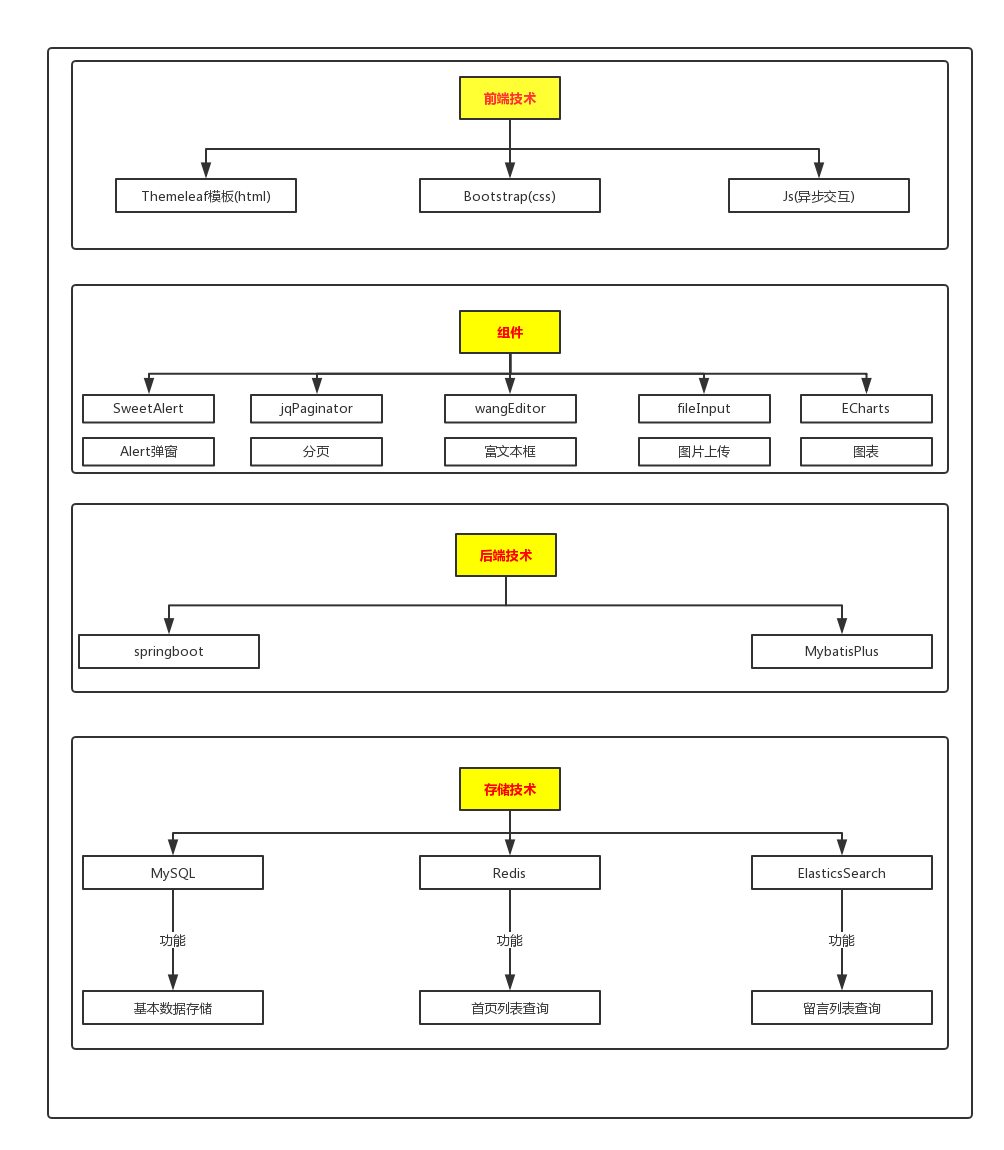 前端技术
Themeleaf模板(html)
Bootstrap(css)
Js(异步交互)
组件
SweetAlert
jqPaginator
wangEditor
fileInput
ECharts
Alert弹窗
分页
富文本框
图片上传
图表
后端技术
springboot
MybatisPlus
存储技术
MySQL
Redis
ElasticsSearch
功能
功能
功能
基本数据存储
首页列表查询
留言列表查询